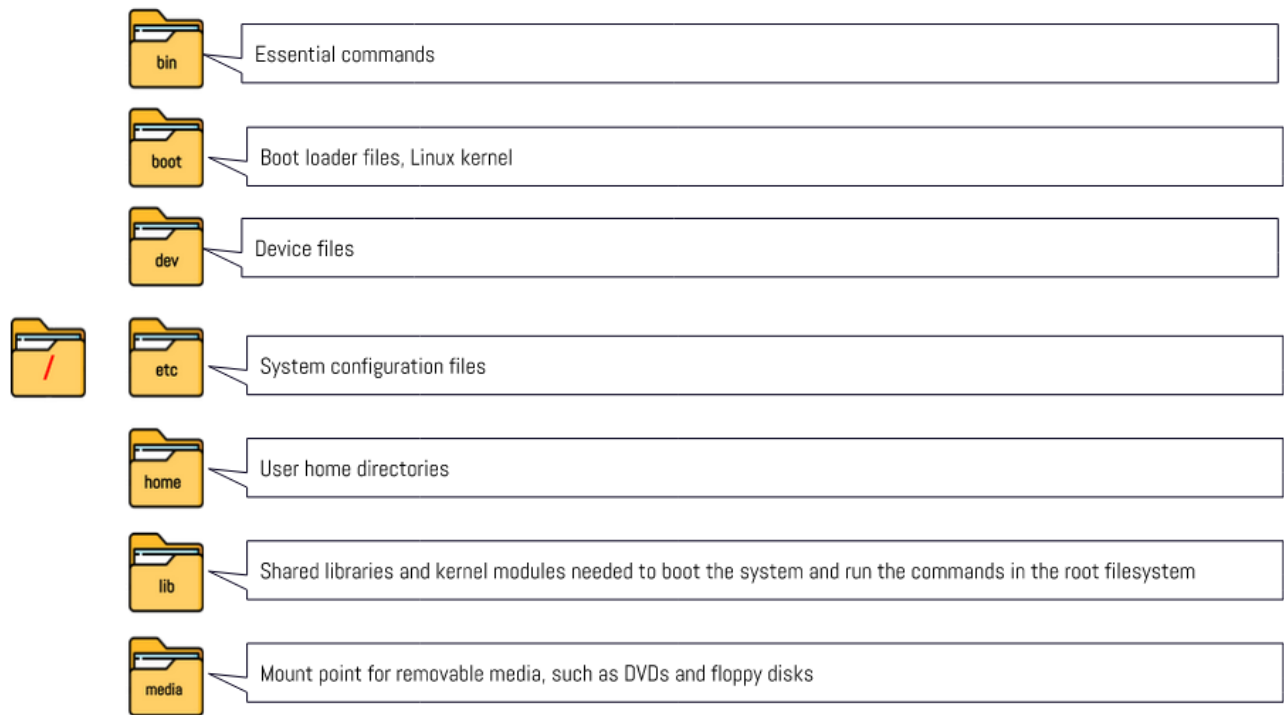 bin
Essential commands
boot
Boot loader files, Linux kernel
dev
Device files
/
etc
System configuration files
home
User home directories
lib
Shared libraries and kernel modules needed to boot the system and run the commands in the root filesystem
media
Mount point for removable media, such as DVDs and floppy disks